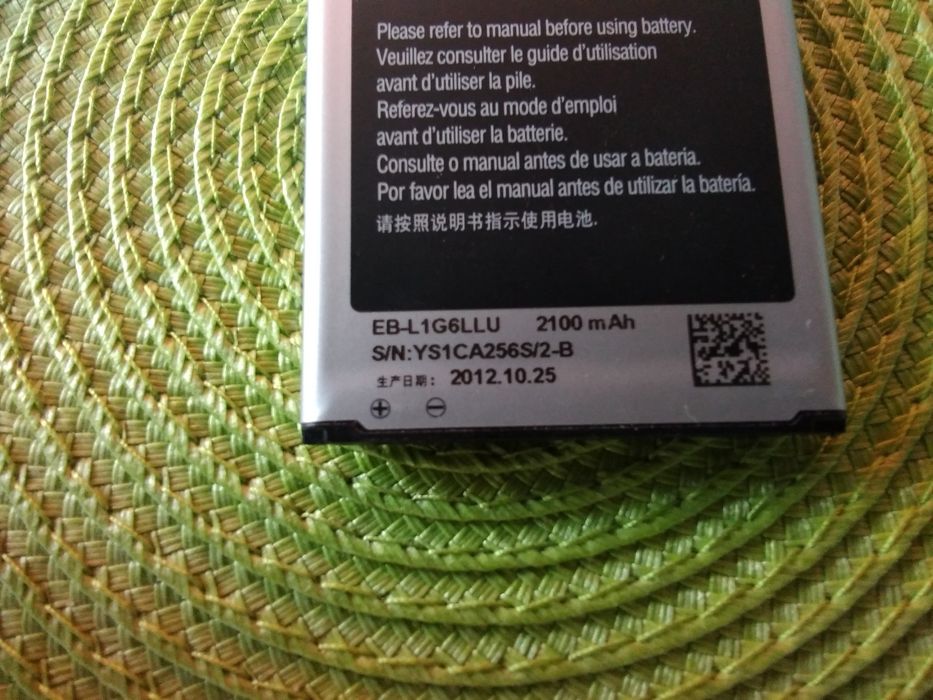 Please refer to manual before using battery.
Veuillez consulter le guide d'utilisation
avant d'utiliser la pile.
Referez-vous au mode d'emploi
avant d'utiliser la batterie.
Consulte o manual antes de usar a bateria.
Por favor lea el manual antes de utilizar la batería.
请按照说明书指示使用电池.
EB-L1G6LLU 2100 mAh
S/N:YS1CA256S/2-B
生产日期: 2012.10.25